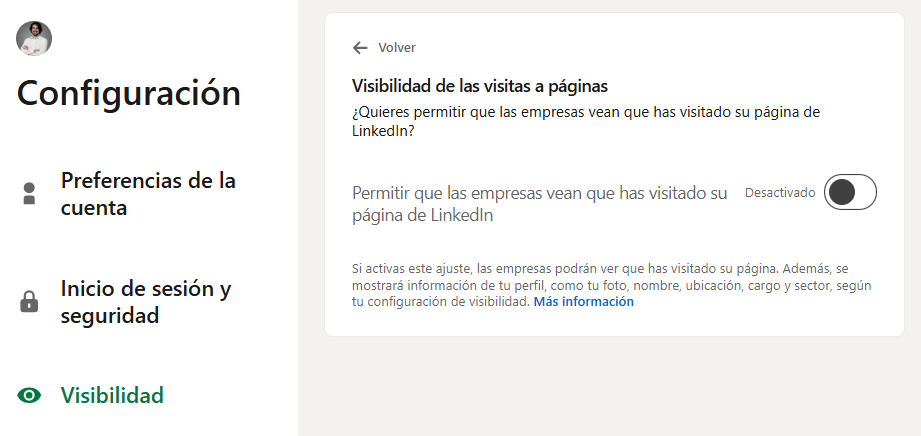 Configuración
Preferencias de la
cuenta
Inicio de sesión y
seguridad
Visibilidad
Volver
Visibilidad de las visitas a páginas
¿Quieres permitir que las empresas vean que has visitado su página de
LinkedIn?
Permitir que las empresas vean que has visitado su
página de LinkedIn
Desactivado
Si activas este ajuste, las empresas podrán ver que has visitado su página. Además, se
mostrará información de tu perfil, como tu foto, nombre, ubicación, cargo y sector, según
tu configuración de visibilidad. Más información